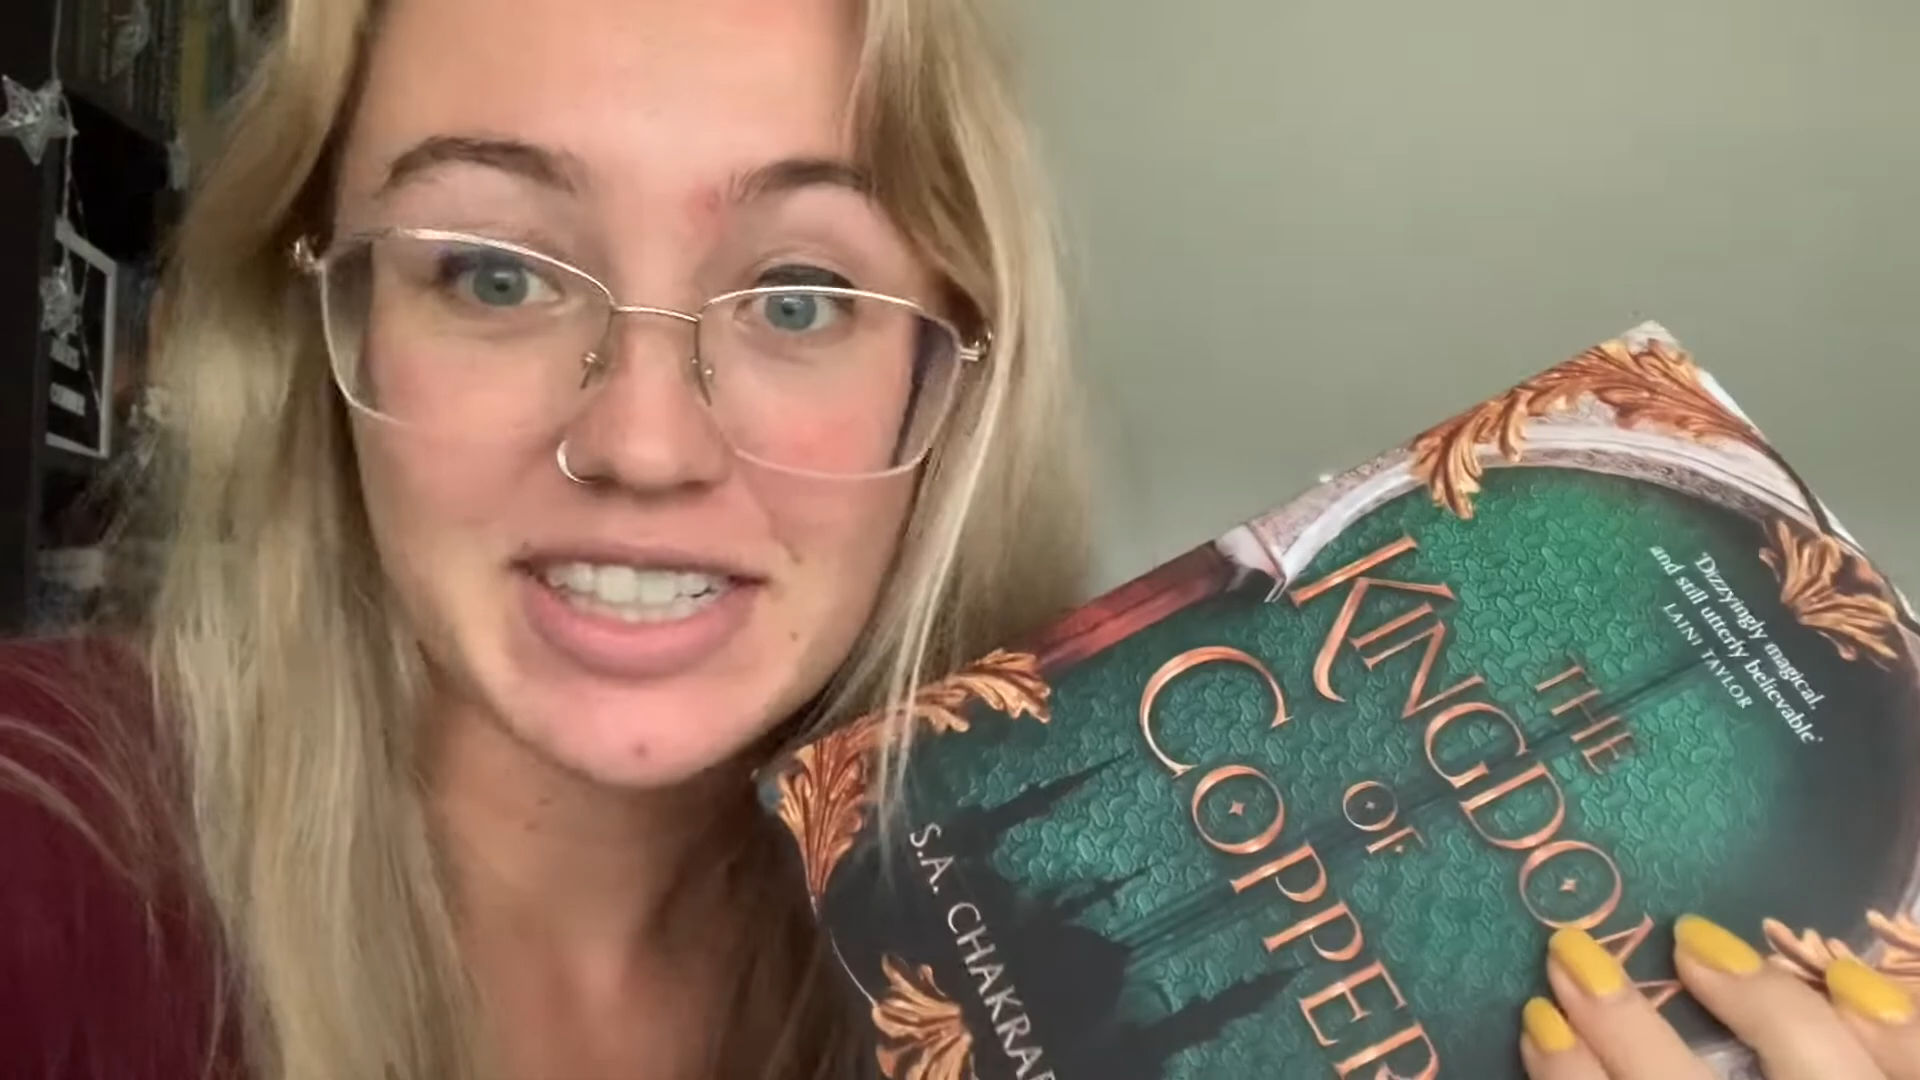 'Dizzyingly magical,
and still utterly believable'
LAINI TAYLOR
THE
KINGDOM
OF
COPPER
S.A. CHAKRA